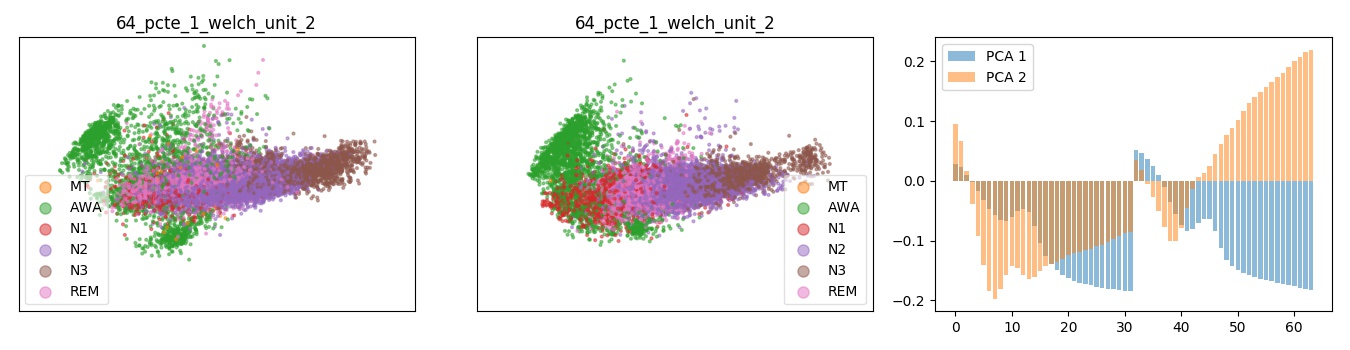 64_pcte_1_welch_unit_2
MT
AWA
N1
N2
N3
REM
64_pcte_1_welch_unit_2
MT
AWA
N1
N2
N3
REM
PCA 1
PCA 2
0.2
0.1
0.0
−0.1
−0.2
0 10 20 30 40 50 60